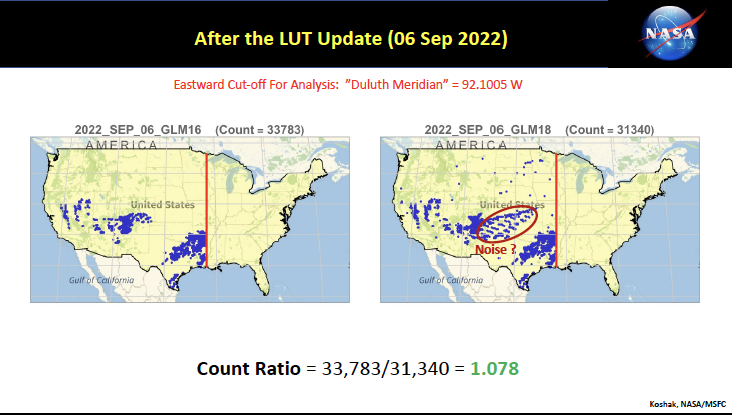 After the LUT Update (06 Sep 2022)
NASA
Eastward Cut-off For Analysis: "Duluth Meridian" = 92.1005 W
2022_SEP_06_GLM16 (Count = 33783)
AMERICA
United States
Gulf of California
2022_SEP_06_GLM18 (Count = 31340)
AMERICA
United States
Noise ?
Gulf of California
Count Ratio = 33,783/31,340 = 1.078
Koshak, NASA/MSFC